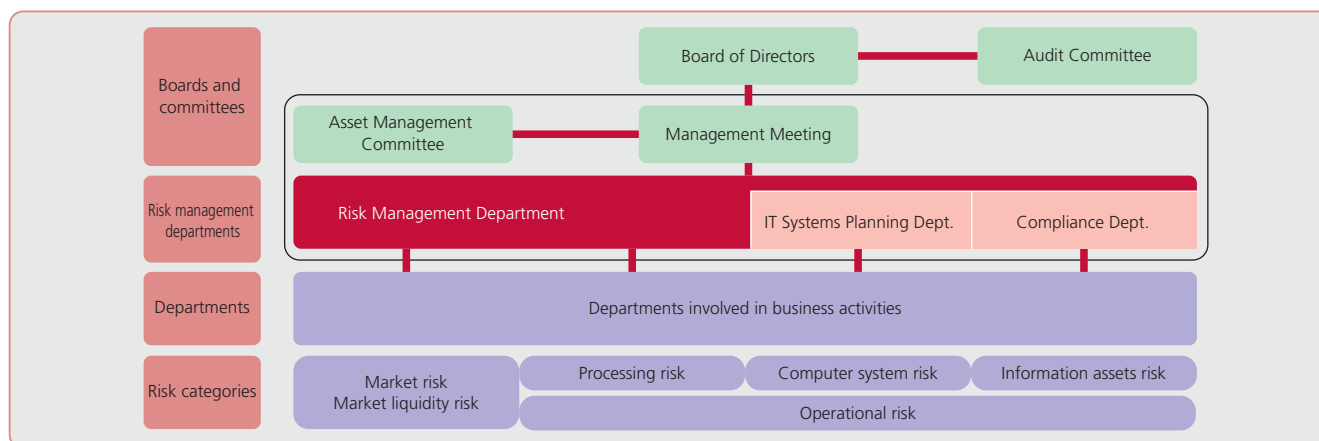 Boards and
committees
Board of Directors
Audit Committee
Asset Management
Committee
Management Meeting
Risk management
departments
Risk Management Department
IT Systems Planning Dept.
Compliance Dept.
Departments
Departments involved in business activities
Risk categories
Market risk
Market liquidity risk
Processing risk
Computer system risk
Information assets risk
Operational risk